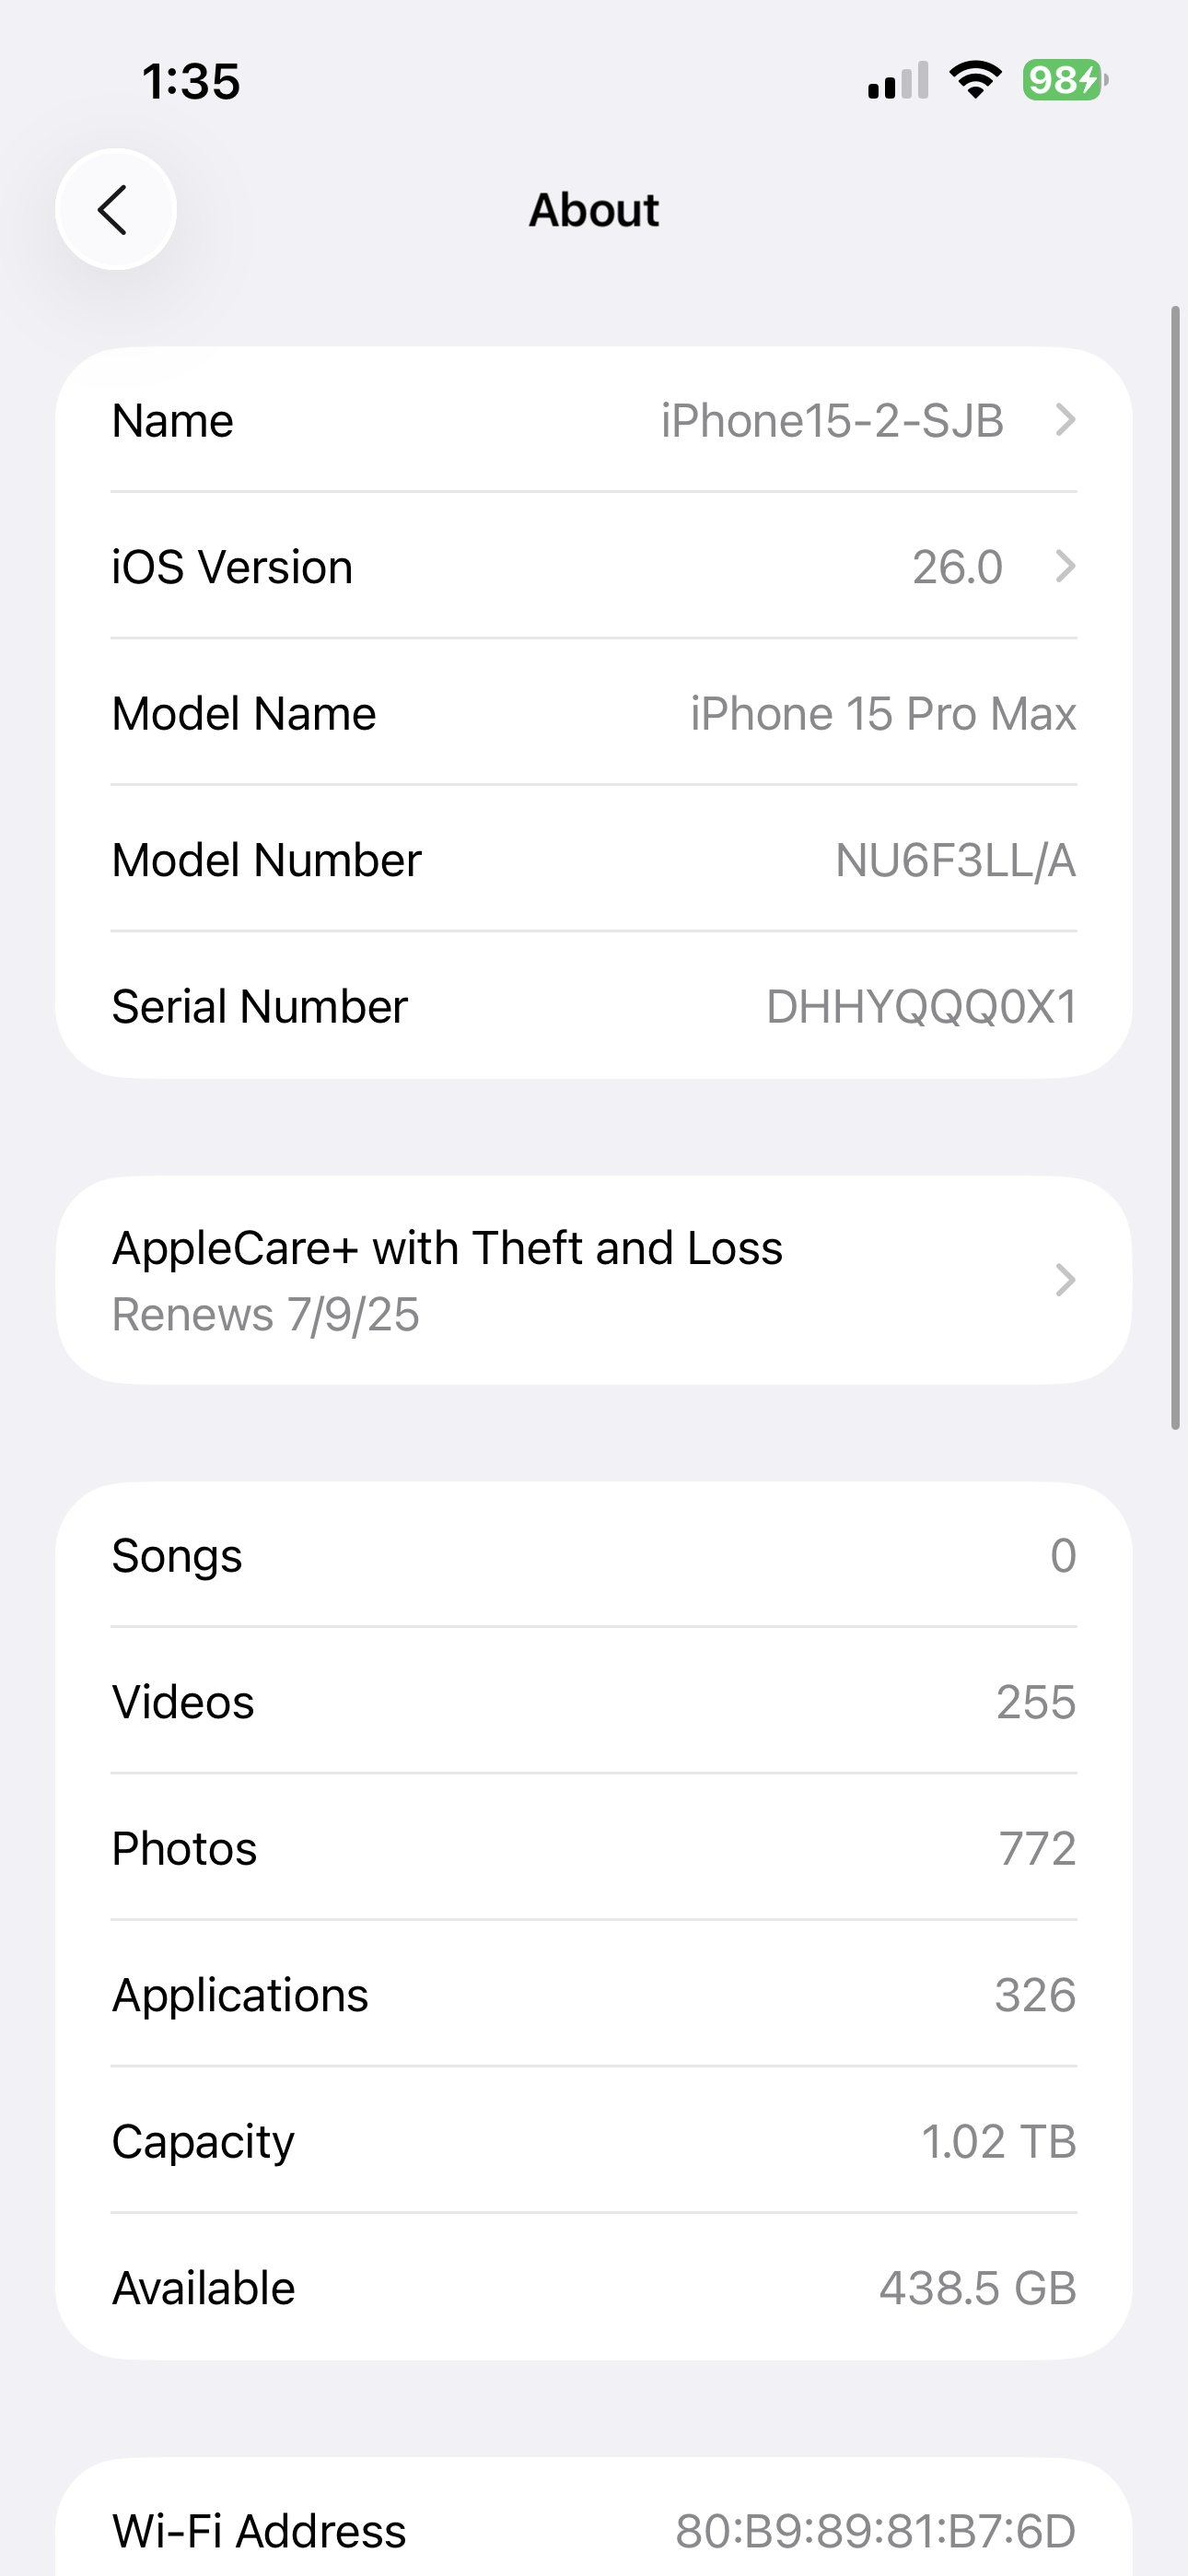 1:35
98
About
Name iPhone15-2-SJB
iOS Version 26.0
Model Name iPhone 15 Pro Max
Model Number NU6F3LL/A
Serial Number DHHYQQQ0X1
AppleCare+ with Theft and Loss
Renews 7/9/25
Songs 0
Videos 255
Photos 772
Applications 326
Capacity 1.02 TB
Available 438.5 GB
Wi-Fi Address 80:B9:89:81:B7:6D